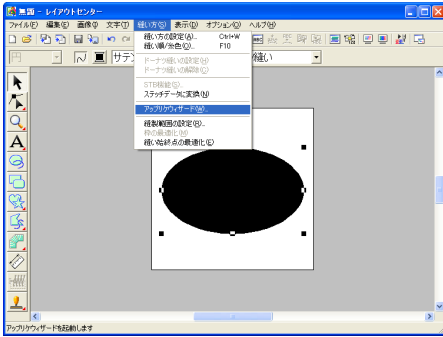 無題 - レイアウトセンター
ファイル(F) 編集(E) 画像(I) 文字(T) 縫い方(S) 表示(D) オプション(O) ヘルプ(H)
縫い方の設定(A)... Ctrl+W
縫い順/糸色(O)... F10
ドーナツ縫いの設定(H)
ドーナツ縫いの解除(C)
STB機能(S)...
ステッチデータに変換(N)
アップリケウィザード(W)...
縫製範囲の設定(R)...
枠の最適化(M)
縫い始終点の最適化(E)
円
サテン
縫い)
A
アップリケウィザードを起動します